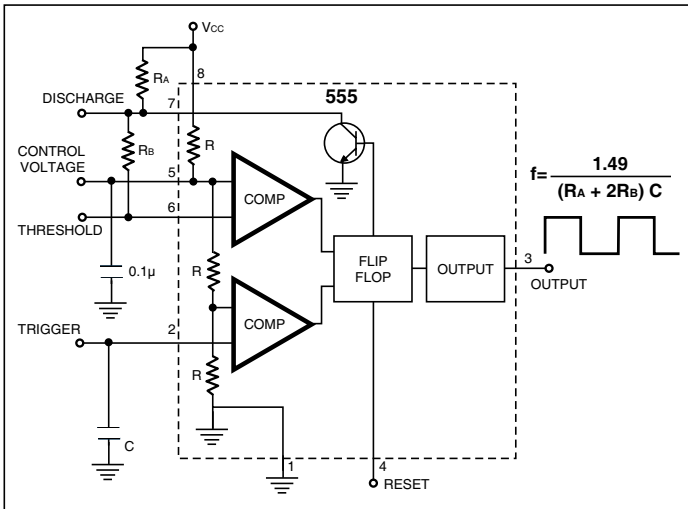 VCC
RA
8
555
DISCHARGE
7
RB
R
CONTROL
VOLTAGE
5
COMP
f= 1.49
(RA + 2RB) C
6
THRESHOLD
0.1µ
FLIP
FLOP
OUTPUT
3
OUTPUT
R
COMP
TRIGGER
2
R
C
1
4
RESET